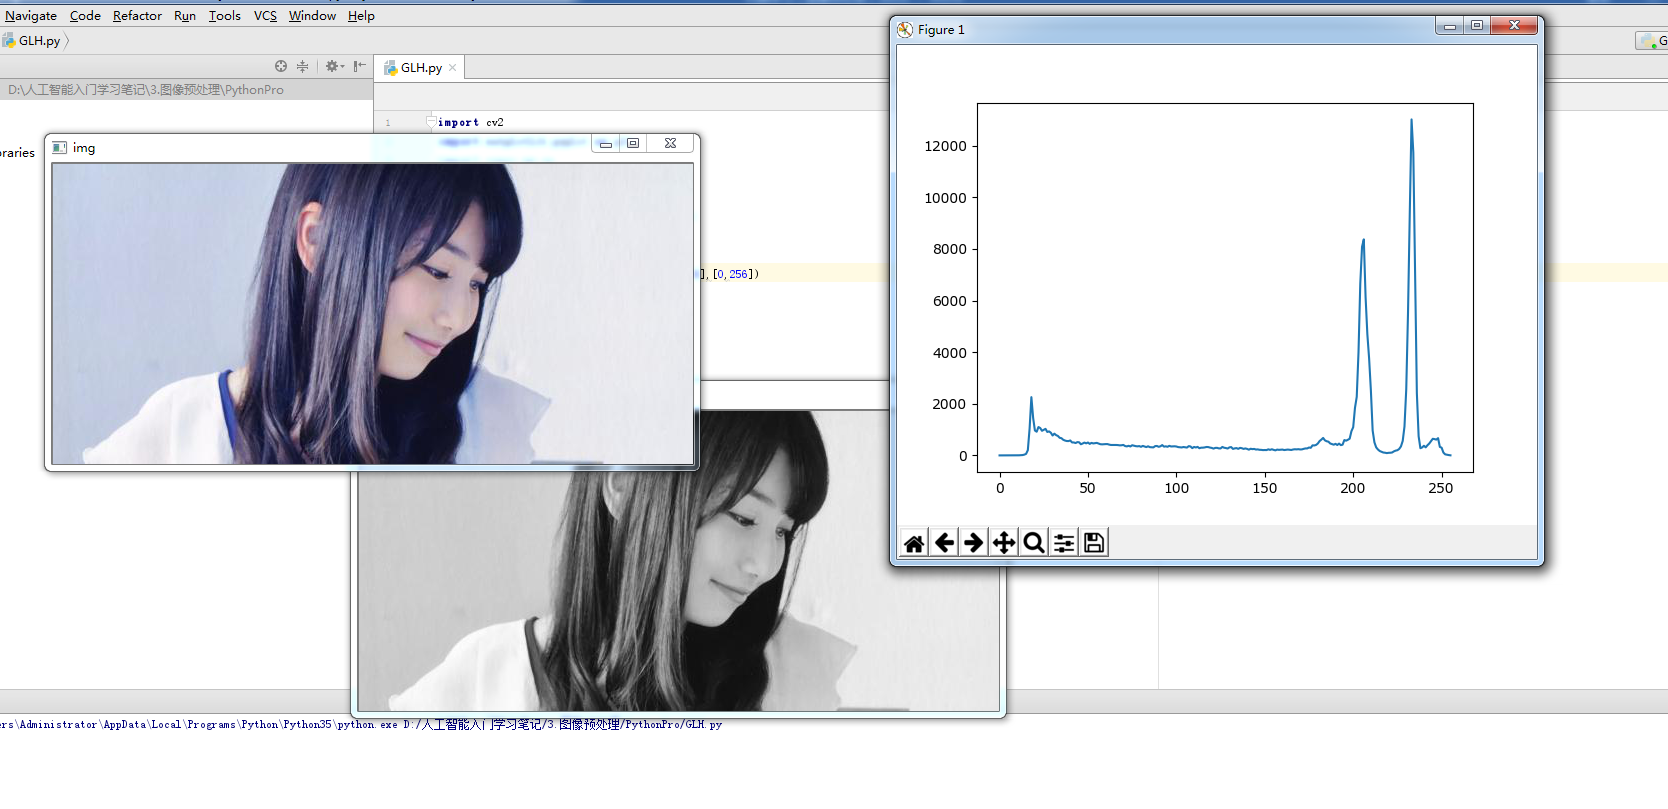 Navigate Code Refactor Run Tools VCS Window Help
GLH.py
D:\人工智能入门学习笔记\3.图像预处理\PythonPro
GLH.py
1 import cv2
raries
img
],[0,256])
Figure 1
12000
10000
8000
6000
4000
2000
0
0 50 100 150 200 250
ers\Administrator\AppData\Local\Programs\Python\Python35\python.exe D:/人工智能入门学习笔记/3.图像预处理/PythonPro/GLH.py